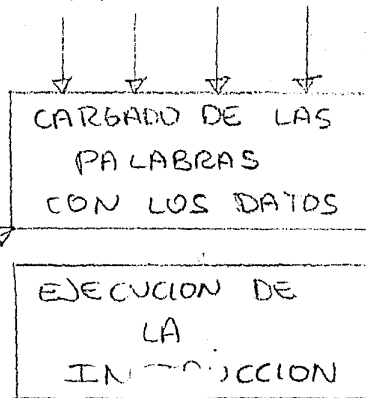 CARGADO DE LAS
PALABRAS
CON LOS DATOS
EJECUCION DE
LA